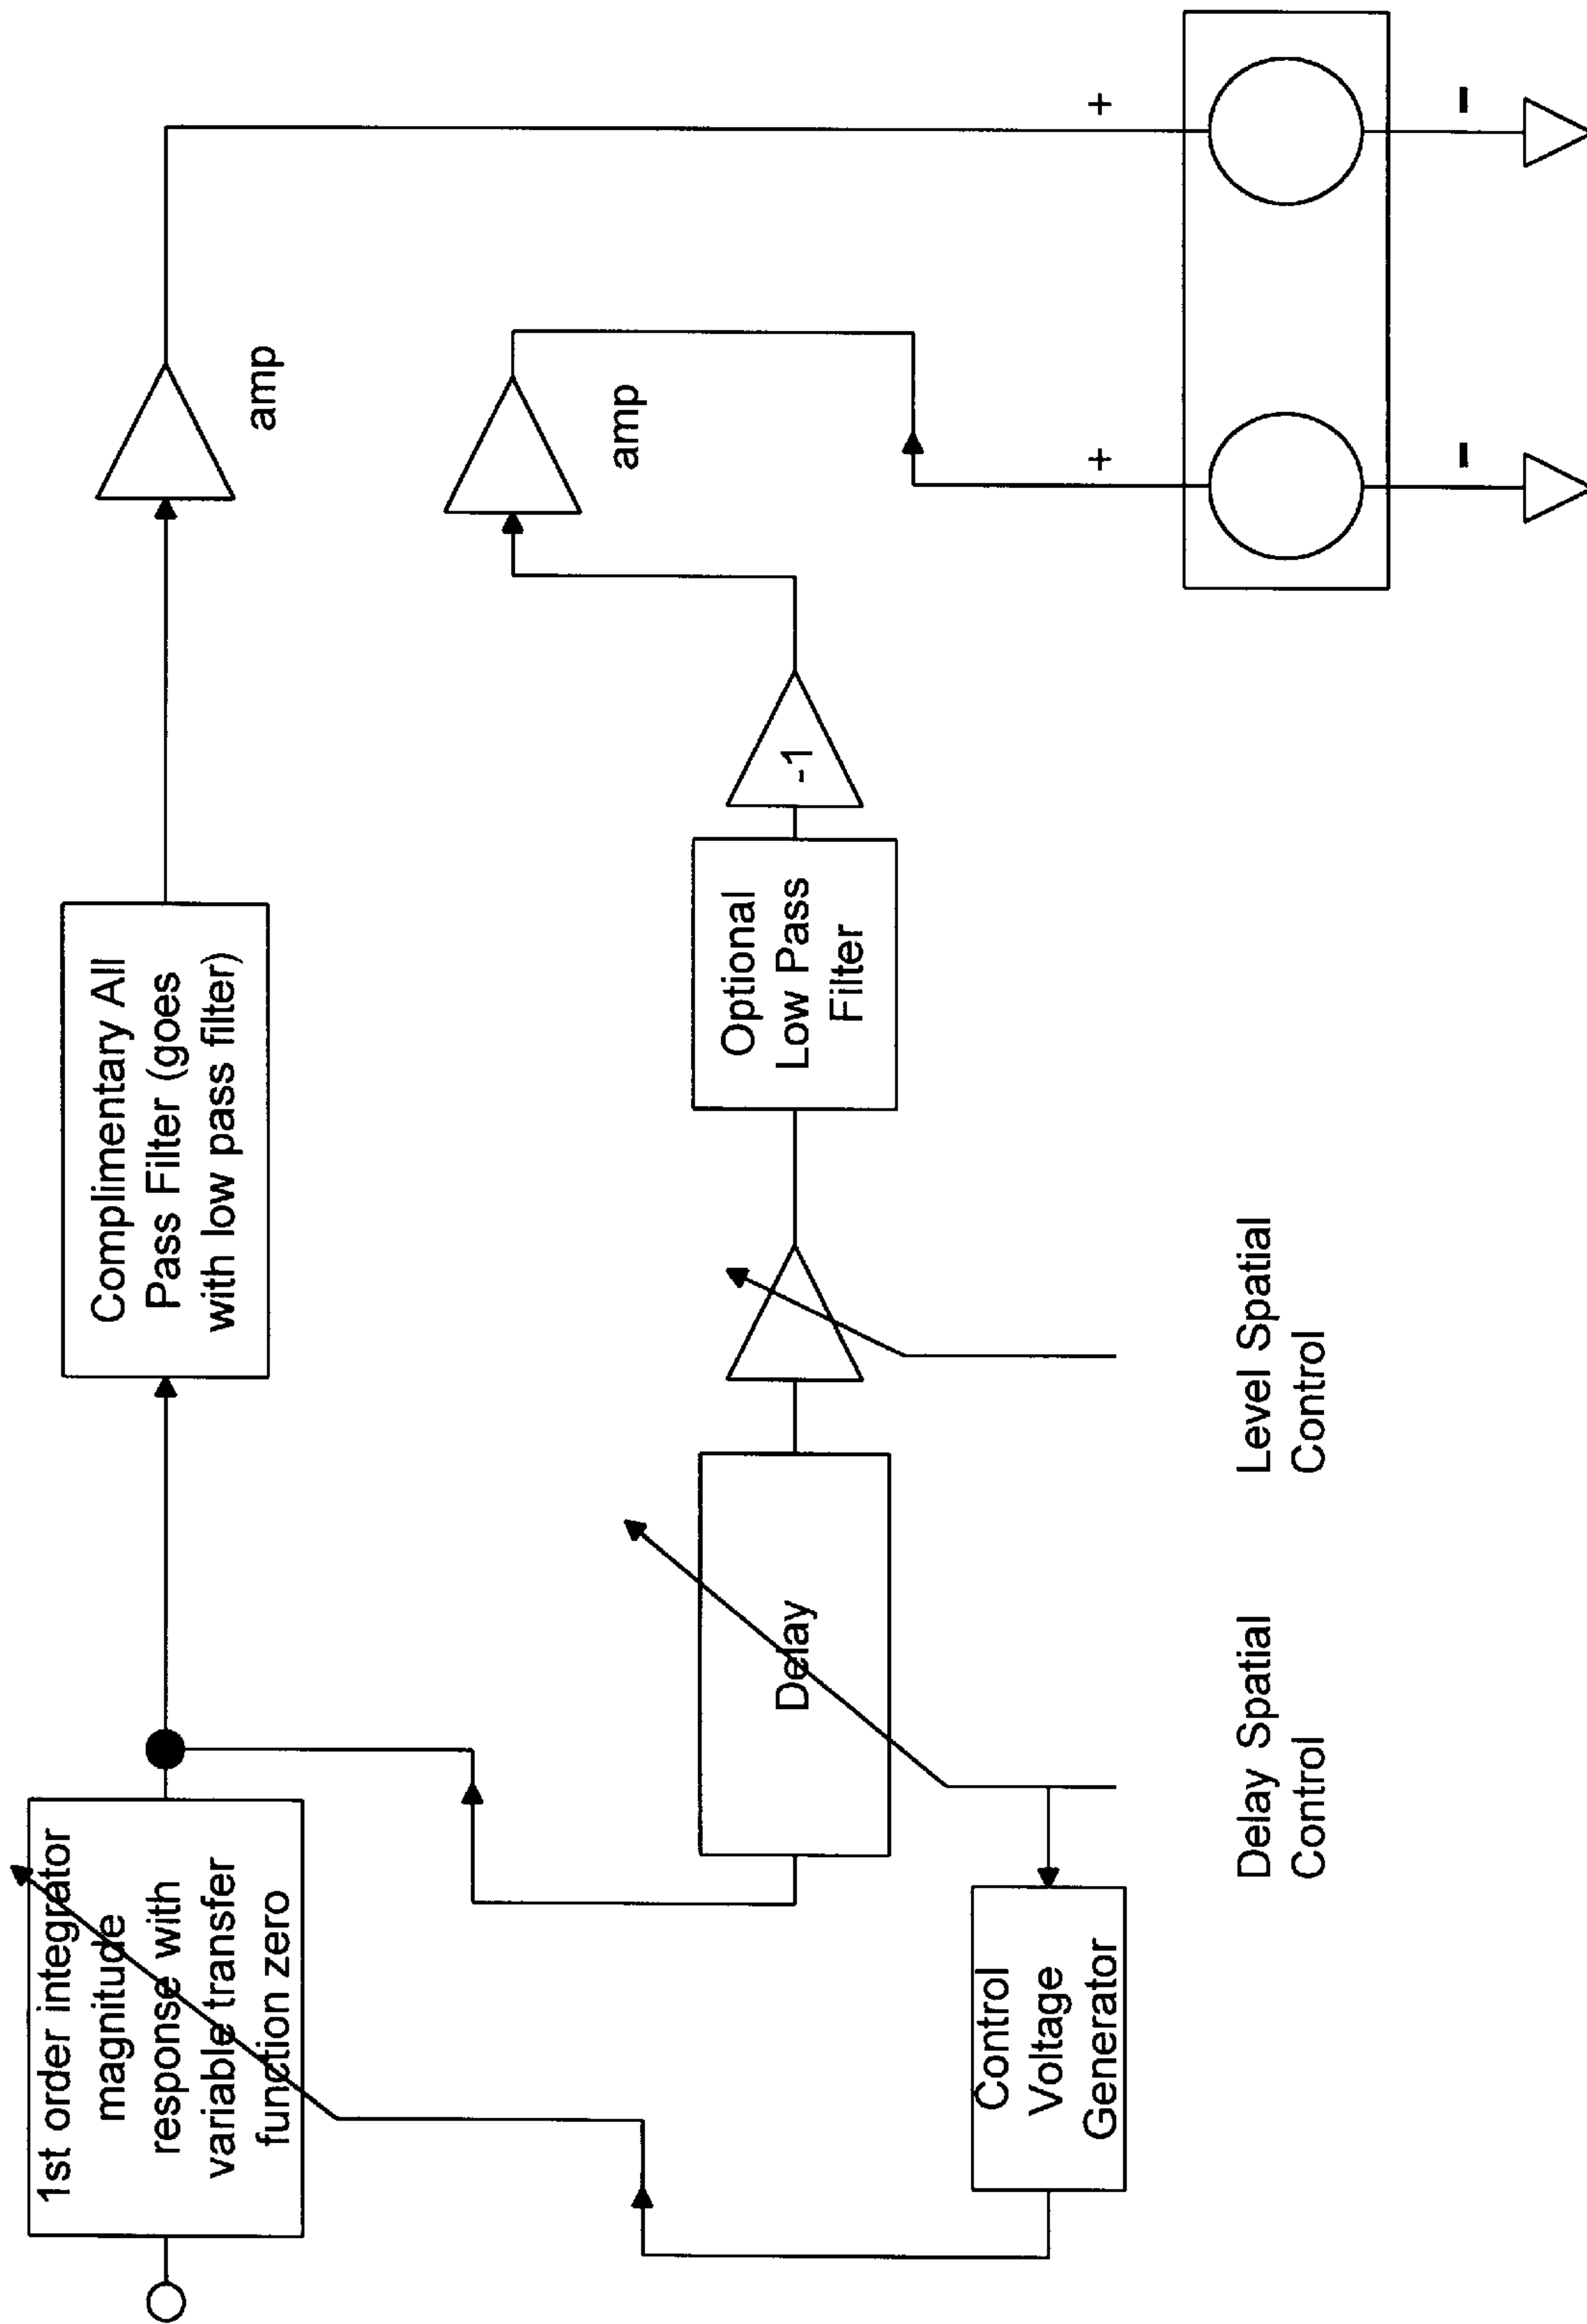 1st order integrator
magnitude
response with
variable transfer
function zero
Complimentary All
Pass Filter (goes
with low pass filter)
amp
Delay
Optional
Low Pass
Filter
-1
amp
Control
Voltage
Generator
Delay Spatial
Control
Level Spatial
Control
+
+
-
-